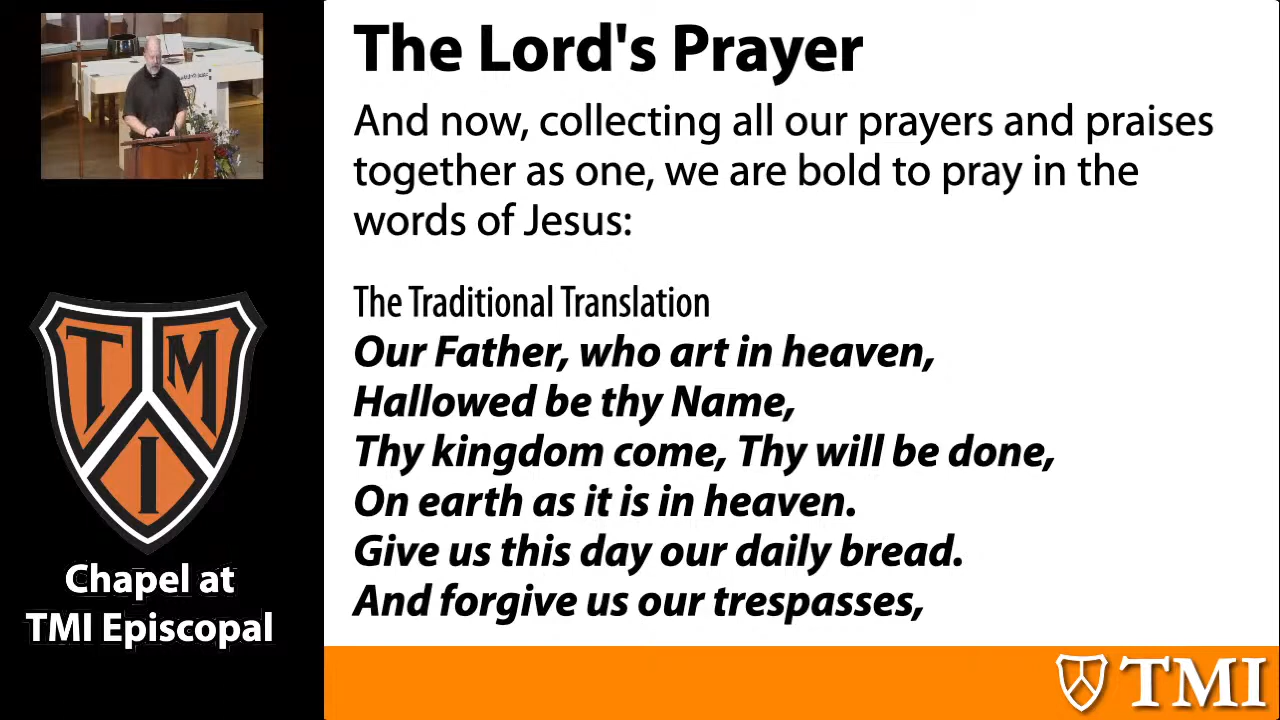 The Lord's Prayer
And now, collecting all our prayers and praises
together as one, we are bold to pray in the
words of Jesus:
The Traditional Translation
Our Father, who art in heaven,
Hallowed be thy Name,
Thy kingdom come, Thy will be done,
On earth as it is in heaven.
Give us this day our daily bread.
And forgive us our trespasses,
T M
I
Chapel at
TMI Episcopal
TMI